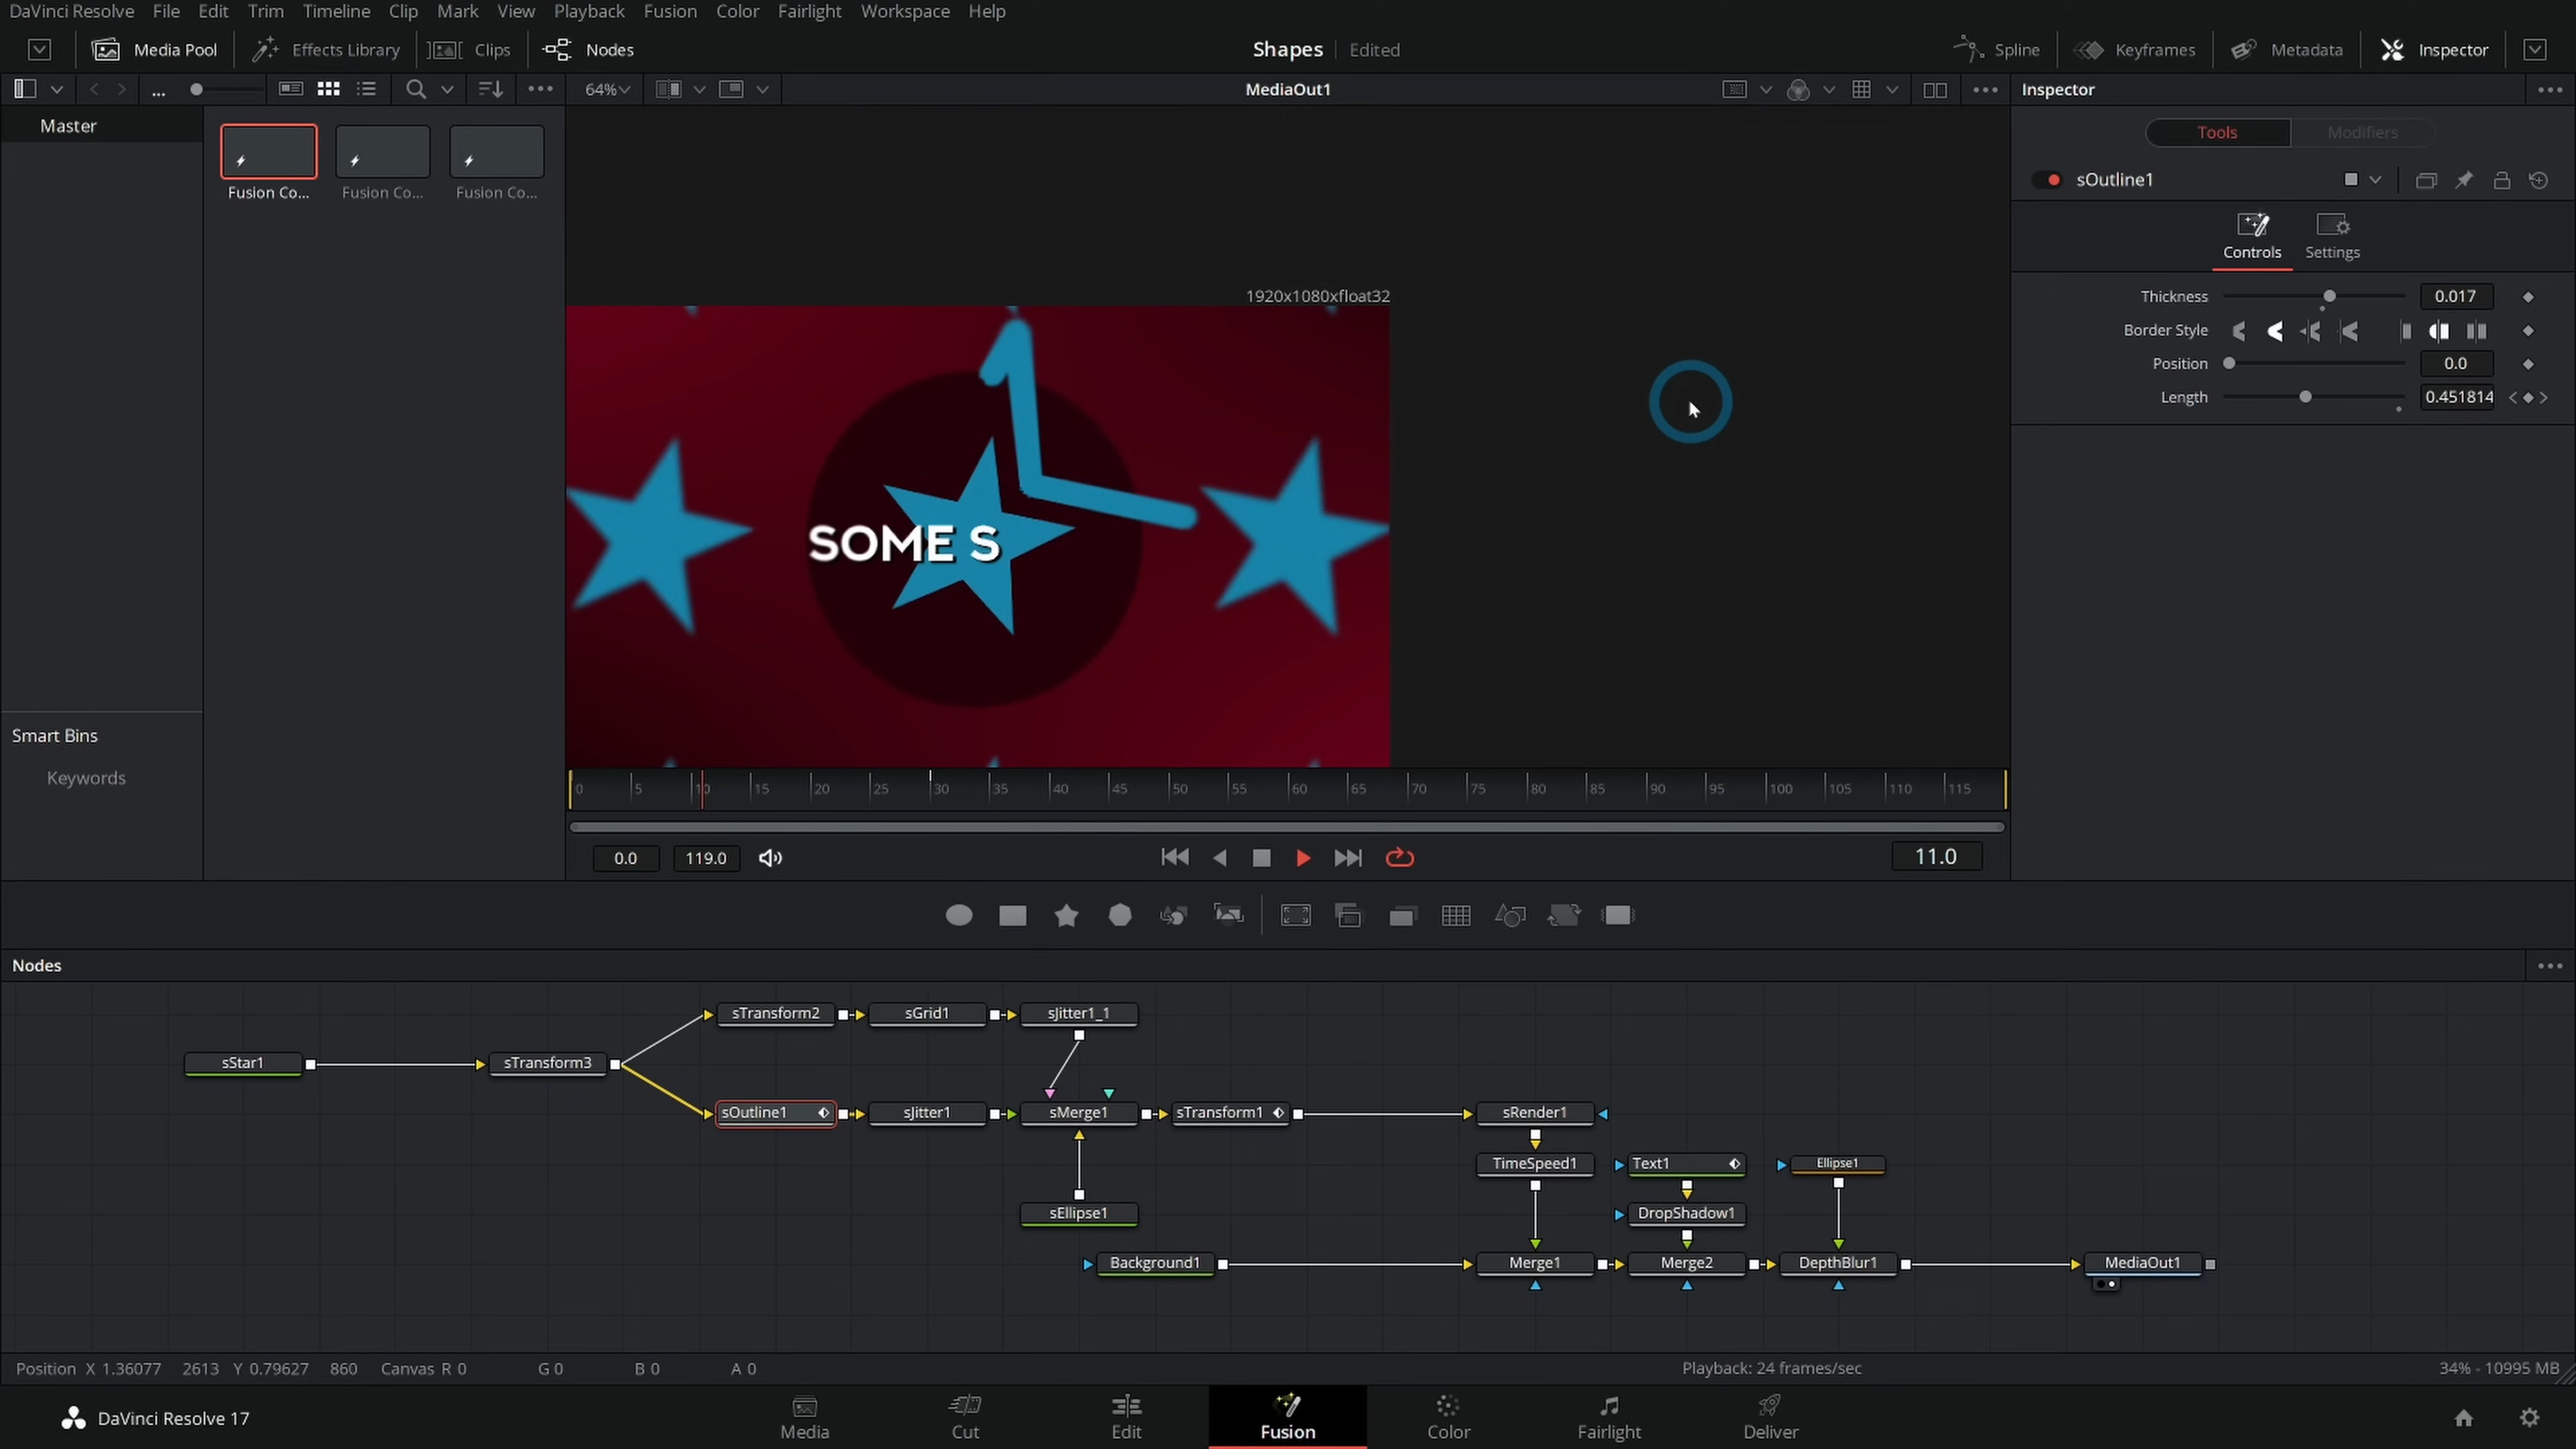 DaVinci Resolve File Edit Trim Timeline Clip Mark View Playback Fusion Color Fairlight Workspace Help
Media Pool Effects Library Clips Nodes Shapes Edited Spline Keyframes Metadata Inspector
... 64% MediaOut1 Inspector
Master
Fusion Co... Fusion Co... Fusion Co...
Tools Modifiers
sOutline1
Controls Settings
1920x1080xfloat32
Thickness 0.017
Border Style
Position 0.0
Length 0.451814
SOME S
Smart Bins
Keywords
0 5 10 15 20 25 30 35 40 45 50 55 60 65 70 75 80 85 90 95 100 105 110 115
0.0 119.0 11.0
Nodes
sTransform2 sGrid1 sJitter1_1
sStar1 sTransform3
sOutline1 sJitter1 sMerge1 sTransform1 sRender1
TimeSpeed1 Text1 Ellipse1
sEllipse1 DropShadow1
Background1 Merge1 Merge2 DepthBlur1 MediaOut1
Position X 1.36077 2613 Y 0.79627 860 Canvas R 0 G 0 B 0 A 0 Playback: 24 frames/sec 34% - 10995 MB
DaVinci Resolve 17 Media Cut Edit Fusion Color Fairlight Deliver